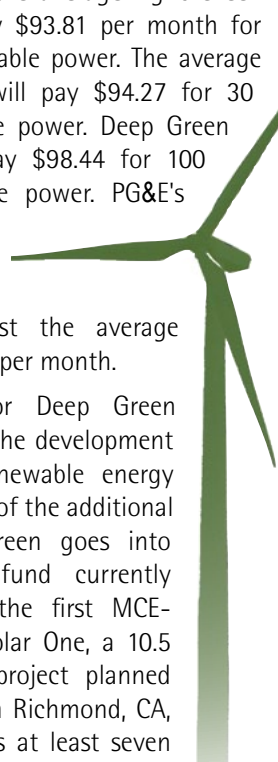 $93.81 per month for
able power. The average
will pay $94.27 for 30
power. Deep Green
ay $98.44 for 100
e power. PG&E's
st the average
per month.
or Deep Green
he development
newable energy
of the additional
reen goes into
fund currently
the first MCE-
olar One, a 10.5
project planned
n Richmond, CA,
s at least seven